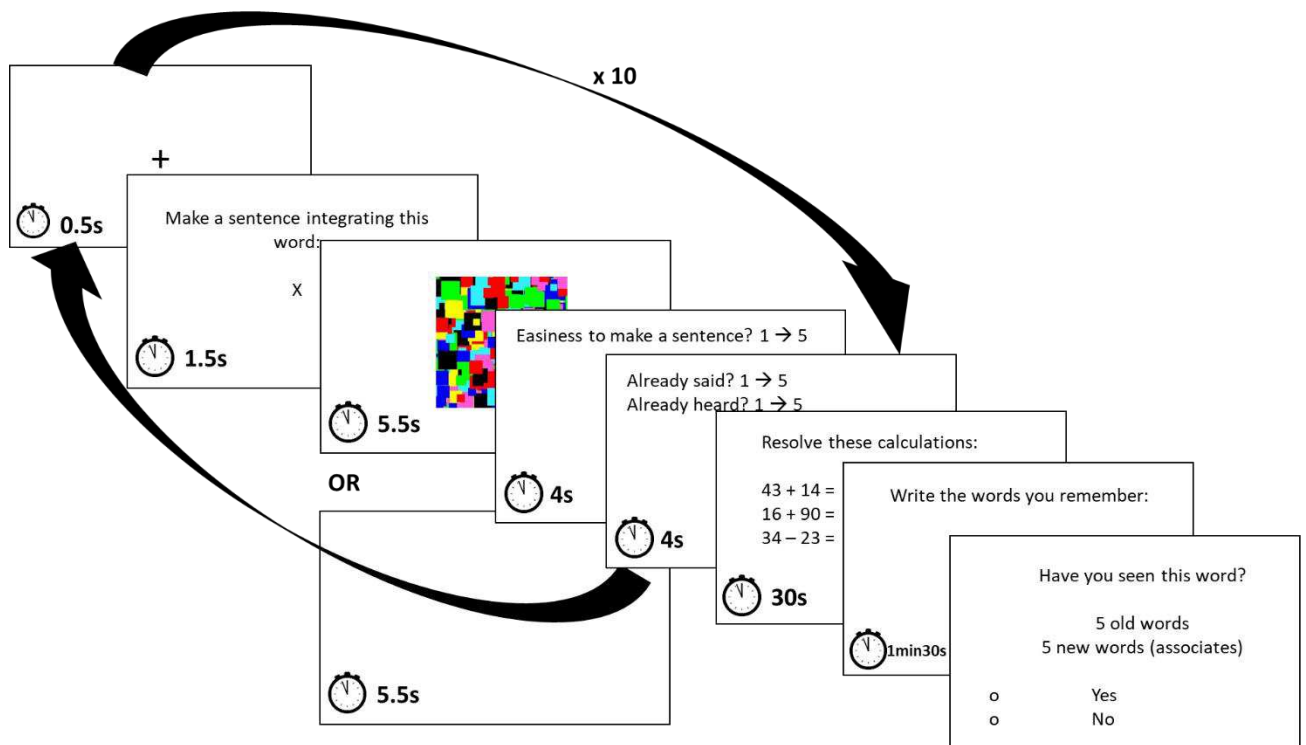 x 10
+
0.5s
Make a sentence integrating this
word:
X
1.5s
5.5s
OR
5.5s
Easiness to make a sentence? 1 → 5
4s
Already said? 1 → 5
Already heard? 1 → 5
4s
Resolve these calculations:
43 + 14 =
16 + 90 =
34 – 23 =
30s
Write the words you remember:
1min30s
Have you seen this word?
5 old words
5 new words (associates)
o Yes
o No